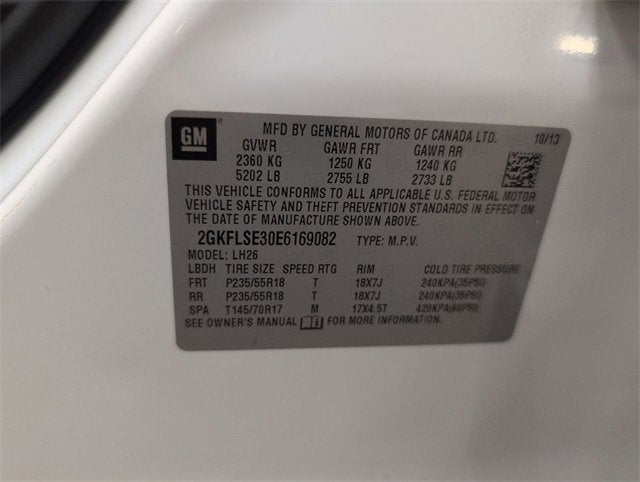 GM MFD BY GENERAL MOTORS OF CANADA LTD. 10/13
GVWR GAWR FRT GAWR RR
2360 KG 1250 KG 1240 KG
5202 LB 2755 LB 2733 LB
THIS VEHICLE CONFORMS TO ALL APPLICABLE U.S. FEDERAL MOTOR
VEHICLE SAFETY AND THEFT PREVENTION STANDARDS IN EFFECT ON
THE DATE OF MANUFACTURE SHOWN ABOVE.
2GKFLSE30E6169082 TYPE: M.P.V.
MODEL: LH26
LBDH TIRE SIZE SPEED RTG RIM COLD TIRE PRESSURE
FRT P235/55R18 T 18X7J 240KPA(35PSI)
RR P235/55R18 T 18X7J 240KPA(35PSI)
SPA T145/70R17 M 17X4.5T 420KPA(60PSI)
SEE OWNER'S MANUAL FOR MORE INFORMATION.